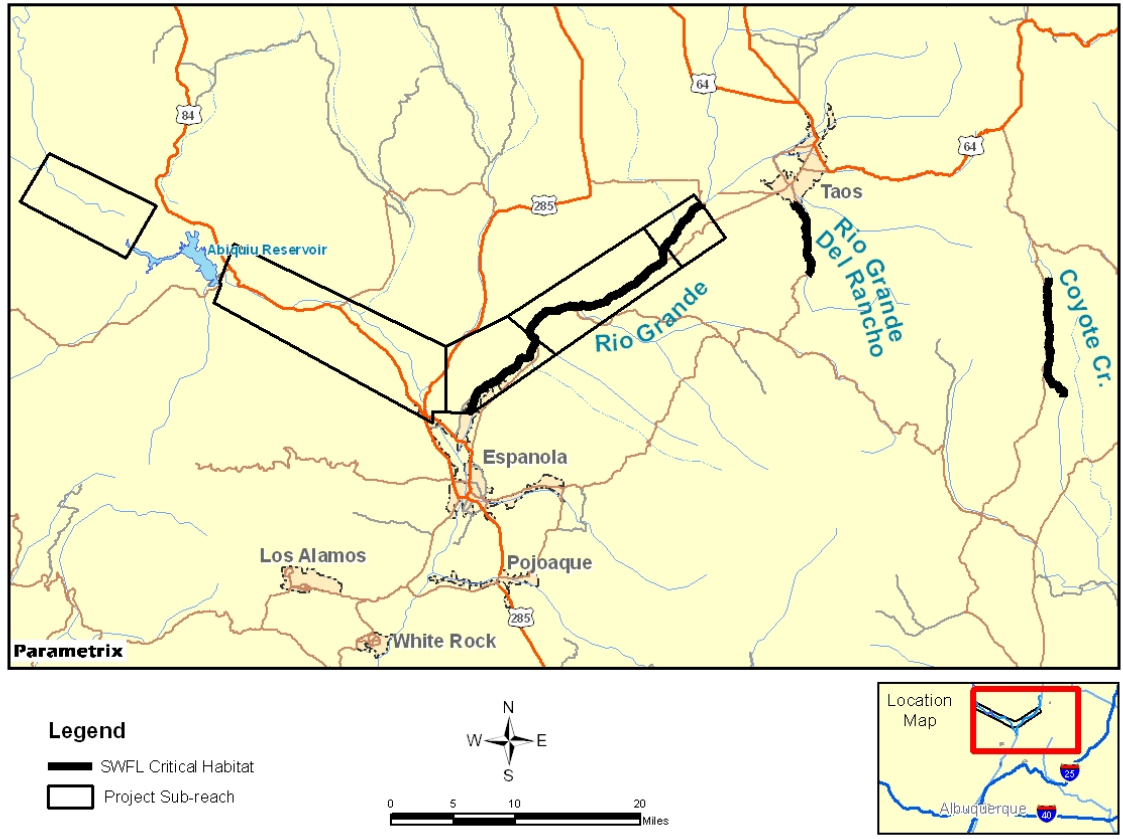 64
84
64
Taos
285
Abiquiu Reservoir
Rio Grande
Del Rancho
Rio Grande
Coyote Cr.
Espanola
Los Alamos
Pojoaque
285
White Rock
Parametrix
Legend
SWFL Critical Habitat
Project Sub-reach
N
W E
S
0 5 10 20
Miles
Location
Map
25
Albuquerque
40